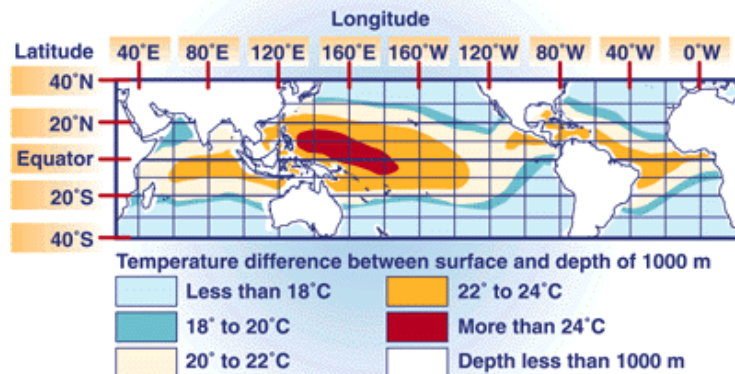 Longitude
Latitude 40˚E 80˚E 120˚E 160˚E 160˚W 120˚W 80˚W 40˚W 0˚W
40˚N
20˚N
Equator
20˚S
40˚S
Temperature difference between surface and depth of 1000 m
Less than 18˚C 22˚ to 24˚C
18˚ to 20˚C More than 24˚C
20˚ to 22˚C Depth less than 1000 m